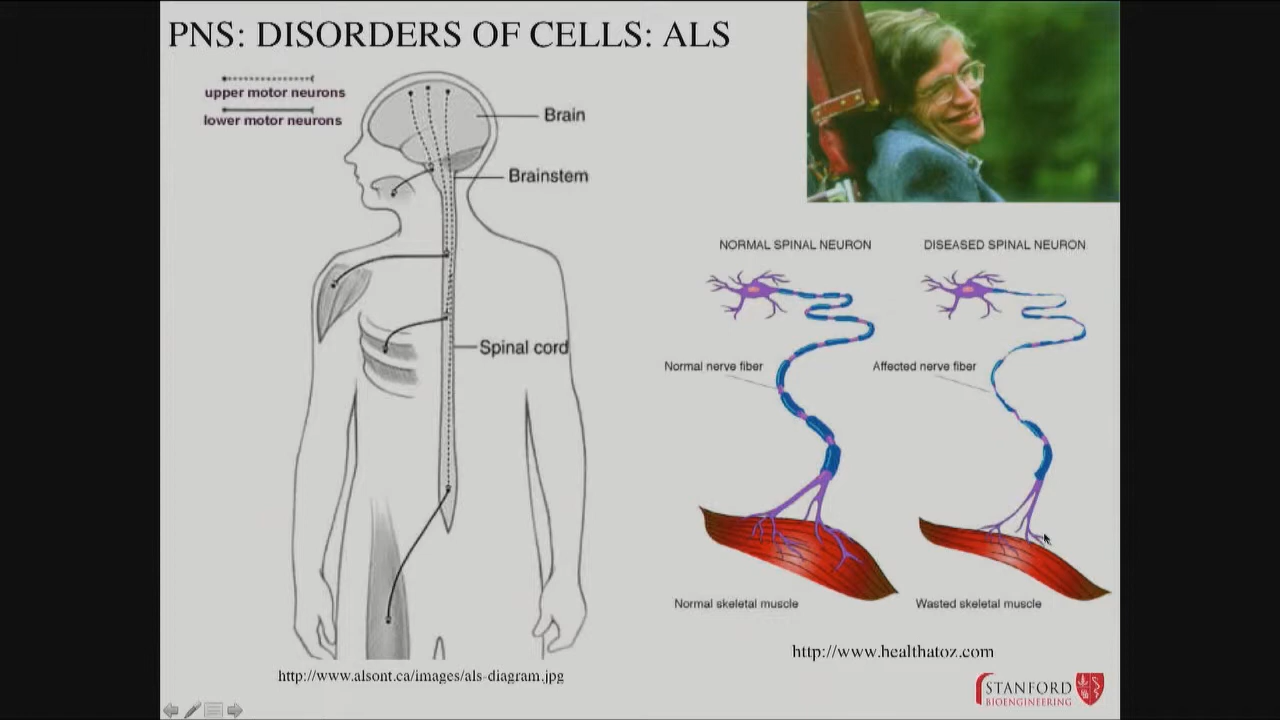 PNS: DISORDERS OF CELLS: ALS
upper motor neurons
lower motor neurons
Brain
Brainstem
Spinal cord
NORMAL SPINAL NEURON
DISEASED SPINAL NEURON
Normal nerve fiber
Affected nerve fiber
Normal skeletal muscle
Wasted skeletal muscle
http://www.healthatoz.com
http://www.alsont.ca/images/als-diagram.jpg
STANFORD
BIOENGINEERING